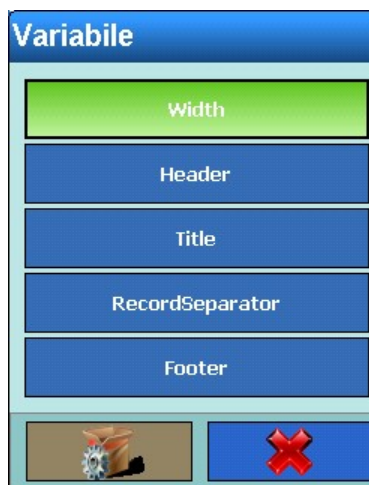 Variabile
Width
Header
Title
RecordSeparator
Footer